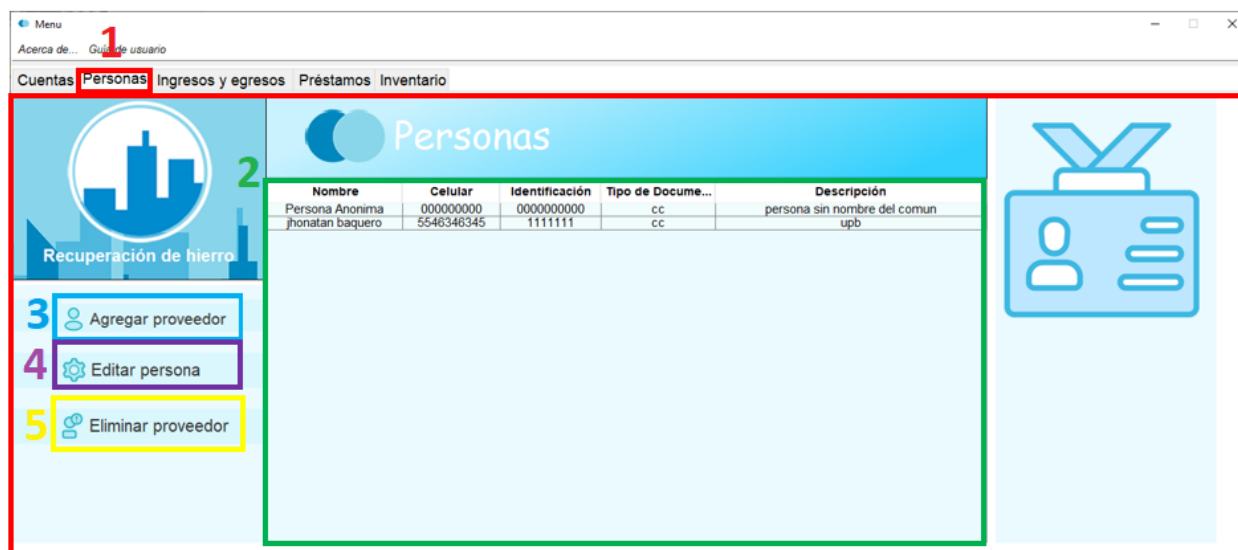 Menu
1
Acerca de... Guía de usuario
Cuentas Personas Ingresos y egresos Préstamos Inventario
Personas
2
Nombre Celular Identificación Tipo de Docume... Descripción
Persona Anonima 000000000 0000000000 cc persona sin nombre del comun
jhonatan baquero 5546346345 1111111 cc upb
Recuperación de hierro
3 Agregar proveedor
4 Editar persona
5 Eliminar proveedor